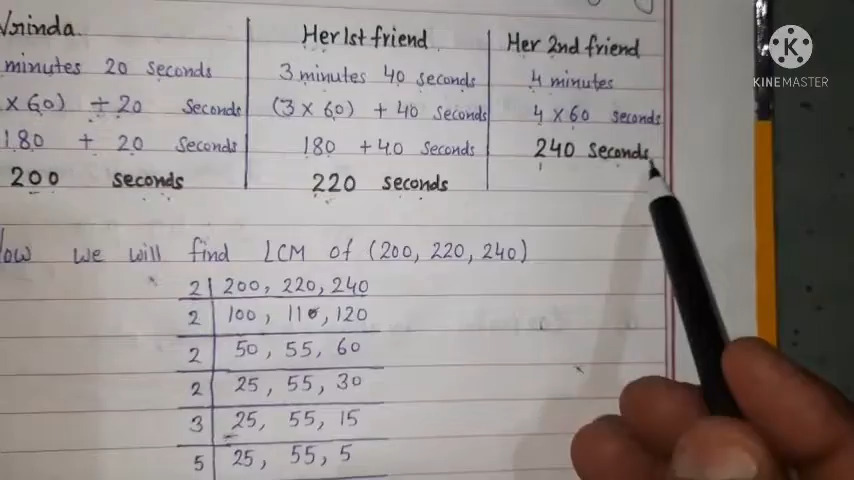 Vrinda. Her 1st friend Her 2nd friend
minutes 20 seconds 3 minutes 40 seconds 4 minutes
x 60) + 20 seconds (3 x 60) + 40 seconds 4 x 60 seconds
180 + 20 seconds 180 + 40 seconds 240 seconds
200 seconds 220 seconds
Now we will find LCM of (200, 220, 240)
2 200, 220, 240
2 100, 110, 120
2 50, 55, 60
2 25, 55, 30
3 25, 55, 15
5 25, 55, 5
K
KINEMASTER